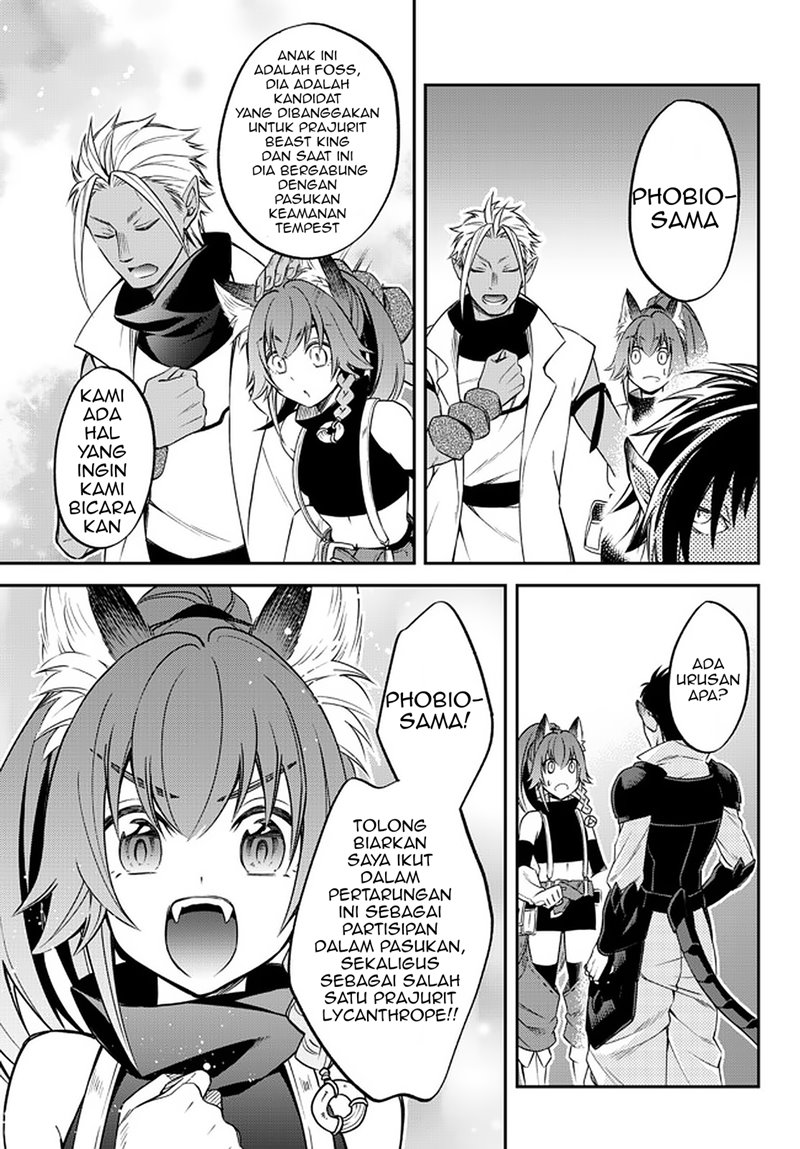 PHOBIO-
SAMA
ANAK INI
ADALAH FOSS,
DIA ADALAH
KANDIDAT
YANG DIBANGGAKAN
UNTUK PRAJURIT
BEAST KING
DAN SAAT INI
DIA BERGABUNG
DENGAN
PASUKAN
KEAMANAN
TEMPEST
KAMI
ADA
HAL
YANG
INGIN
KAMI
BICARA
KAN
ADA
URUSAN
APA?
PHOBIO-
SAMA!
TOLONG
BIARKAN
SAYA IKUT
DALAM
PERTARUNGAN
INI SEBAGAI
PARTISIPAN
DALAM PASUKAN,
SEKALIGUS
SEBAGAI SALAH
SATU PRAJURIT
LYCANTHROPE!!